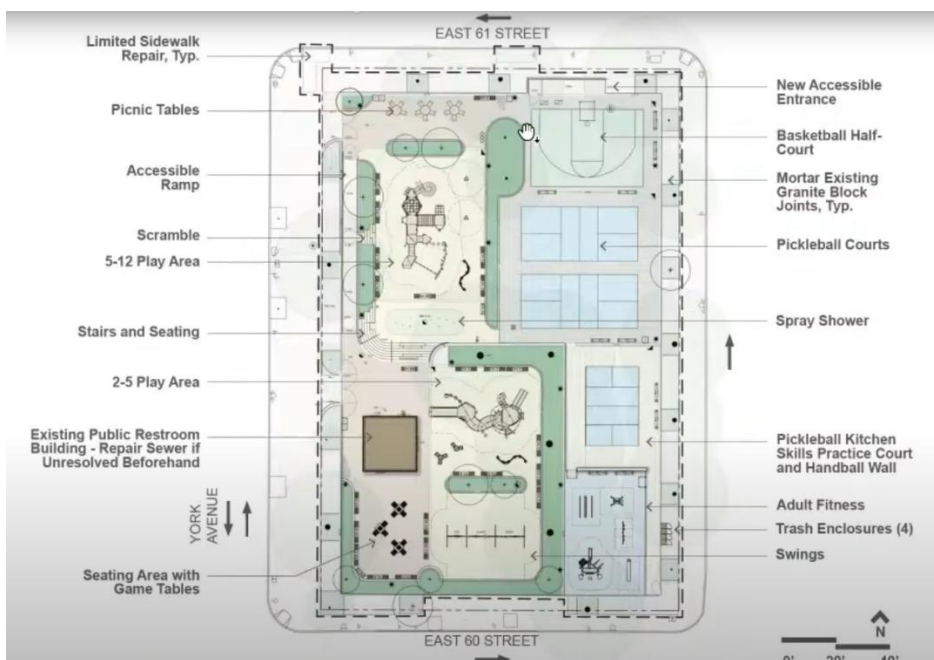 EAST 61 STREET
Limited Sidewalk
Repair, Typ.
Picnic Tables
Accessible
Ramp
Scramble
5-12 Play Area
Stairs and Seating
2-5 Play Area
Existing Public Restroom
Building - Repair Sewer if
Unresolved Beforehand
YORK
AVENUE
Seating Area with
Game Tables
New Accessible
Entrance
Basketball Half-
Court
Mortar Existing
Granite Block
Joints, Typ.
Pickleball Courts
Spray Shower
Pickleball Kitchen
Skills Practice Court
and Handball Wall
Adult Fitness
Trash Enclosures (4)
Swings
EAST 60 STREET
N